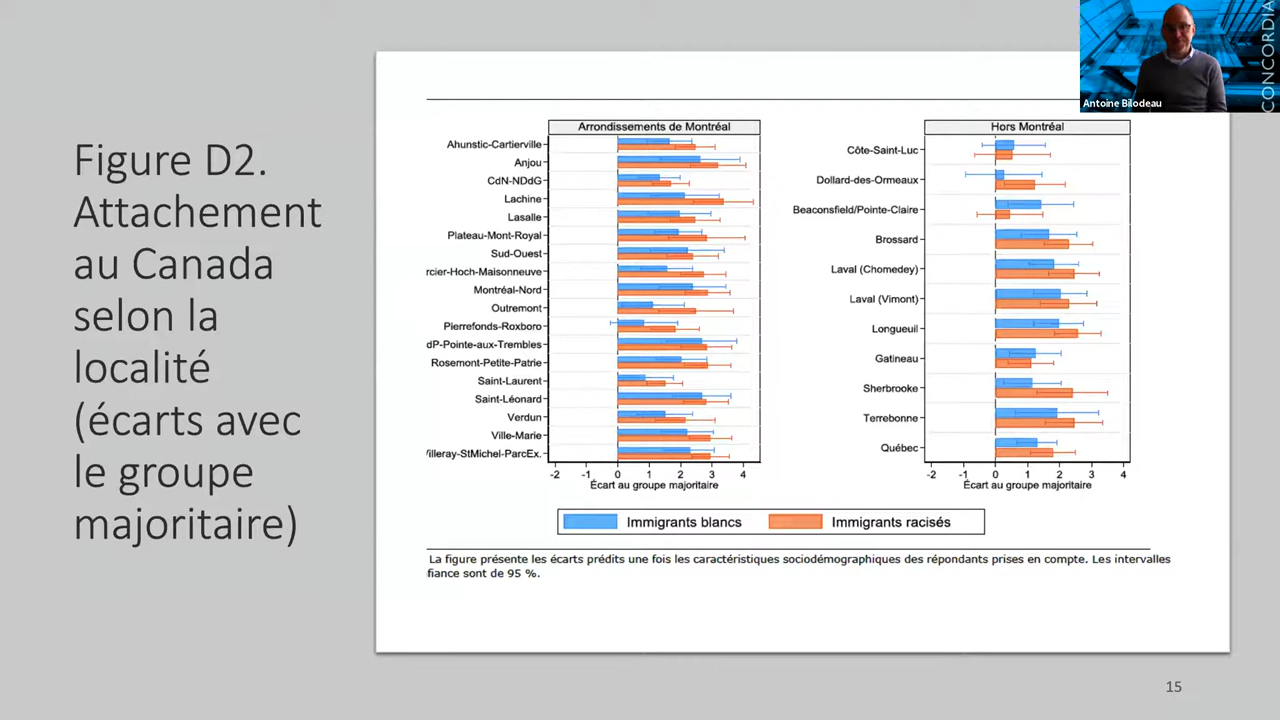 CONCORDIA
Antoine Bilodeau
Figure D2.
Attachement
au Canada
selon la
localité
(écarts avec
le groupe
majoritaire)
Arrondissements de Montréal
Ahunstic-Cartierville
Anjou
CdN-NDdG
Lachine
Lasalle
Plateau-Mont-Royal
Sud-Ouest
rcier-Hoch-Maisonneuve
Montréal-Nord
Outremont
Pierrefonds-Roxboro
dP-Pointe-aux-Trembles
Rosemont-Petite-Patrie
Saint-Laurent
Saint-Léonard
Verdun
Ville-Marie
Villeray-StMichel-ParcEx.
-2 -1 0 1 2 3 4
Écart au groupe majoritaire
Hors Montréal
Côte-Saint-Luc
Dollard-des-Ormeaux
Beaconsfield/Pointe-Claire
Brossard
Laval (Chomedey)
Laval (Vimont)
Longueuil
Gatineau
Sherbrooke
Terrebonne
Québec
-2 -1 0 1 2 3 4
Écart au groupe majoritaire
Immigrants blancs
Immigrants racisés
La figure présente les écarts prédits une fois les caractéristiques sociodémographiques des répondants prises en compte. Les intervalles
fiance sont de 95 %.
15